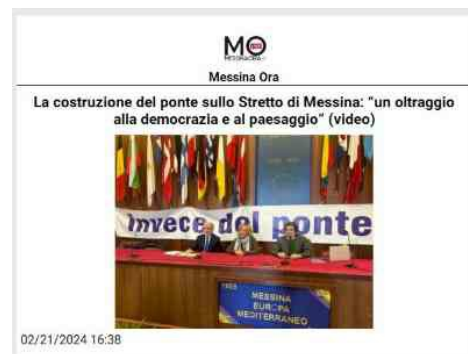 MO
Messina Ora
La costruzione del ponte sullo Stretto di Messina: “un oltraggio
alla democrazia e al paesaggio” (video)
invece del ponte
MESSINA
EUROPA
MEDITERRANEO
02/21/2024 16:38